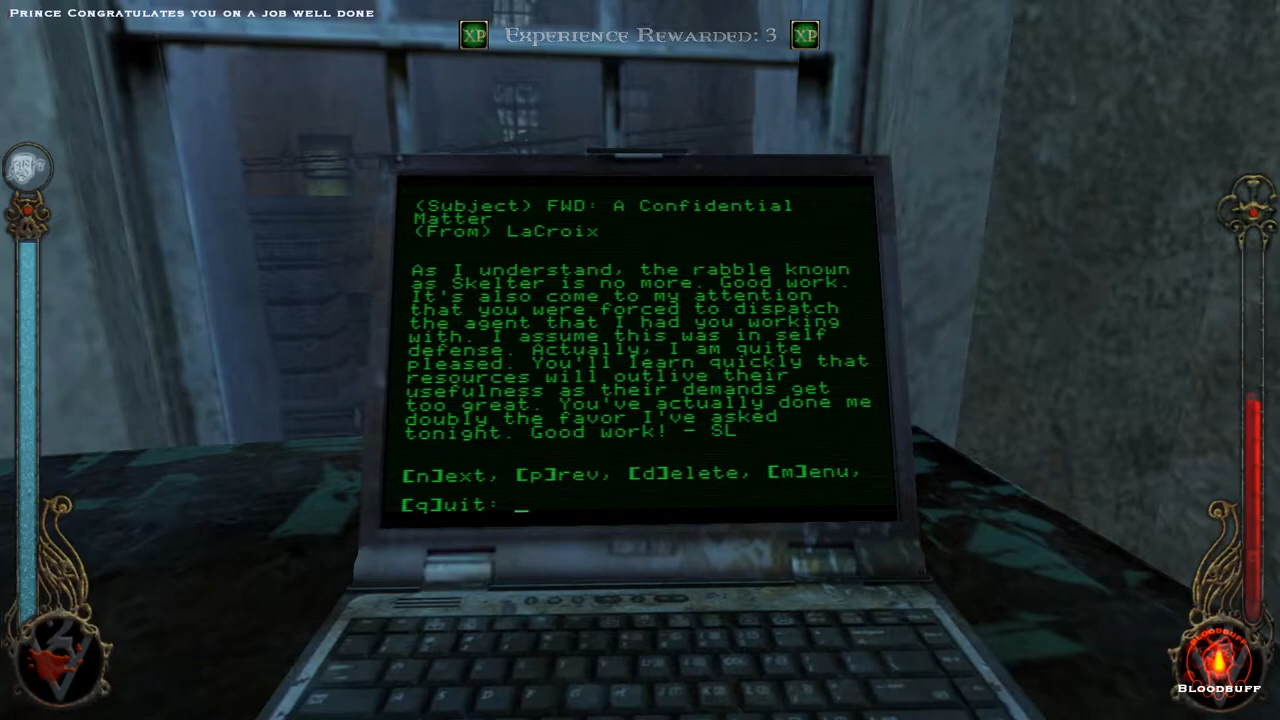 Prince Congratulates you on a job well done
XP Experience Rewarded: 3 XP
(Subject) FWD: A Confidential
Matter
(From) LaCroix
As I understand, the rabble known
as Skelter is no more. Good work.
It's also come to my attention
that you were forced to dispatch
the agent that I had you working
with. I assume this was in self
defense. Actually, I am quite
pleased. You'll learn quickly that
resources will outlive their
usefulness as their demands get
too great. You've actually done me
doubly the favor I've asked
tonight. Good work! - SL
[n]ext, [p]rev, [d]elete, [m]enu,
[q]uit: _
Bloodbuff
Bloodbuff